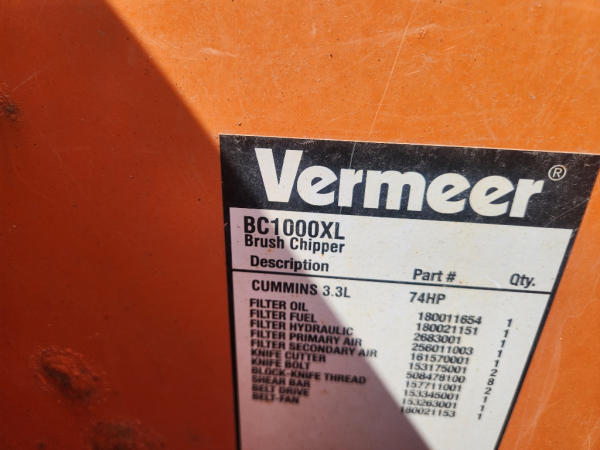 Vermeer®
BC1000XL
Brush Chipper
Description Part # Qty.
CUMMINS 3.3L 74HP
FILTER OIL 180011654 1
FILTER FUEL 180021151 1
FILTER HYDRAULIC 2683001 1
FILTER PRIMARY AIR 256011003 1
FILTER SECONDARY AIR 161570001 1
KNIFE CUTTER 153175001 2
KNIFE BOLT 508478100 8
BLOCK-KNIFE THREAD 157711001 2
SHEAR BAR 153345001 1
BELT DRIVE 153263001 1
BELT-FAN 180021153 1